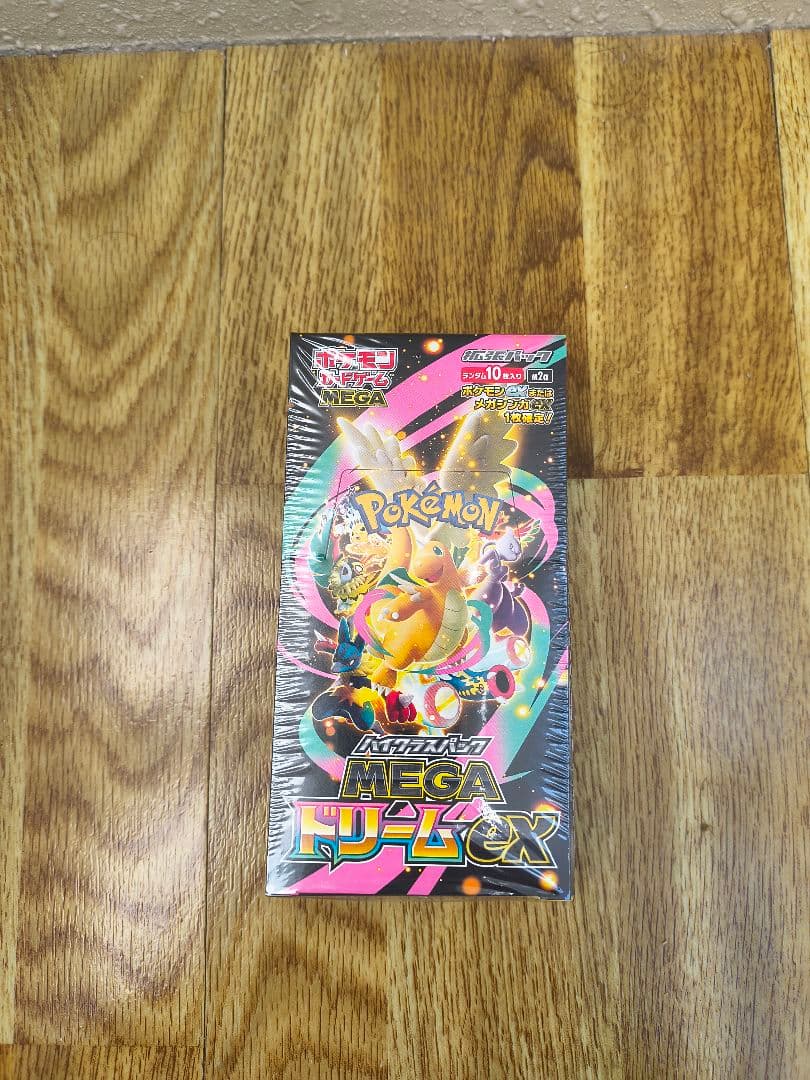 ポケモン
カードゲーム
MEGA
拡張パック
ランダム10枚入り
M2a
ポケモンexまたは
メガシンカex
1枚確定!
POKÉMON
ハイクラスパック
MEGA
ドリームex